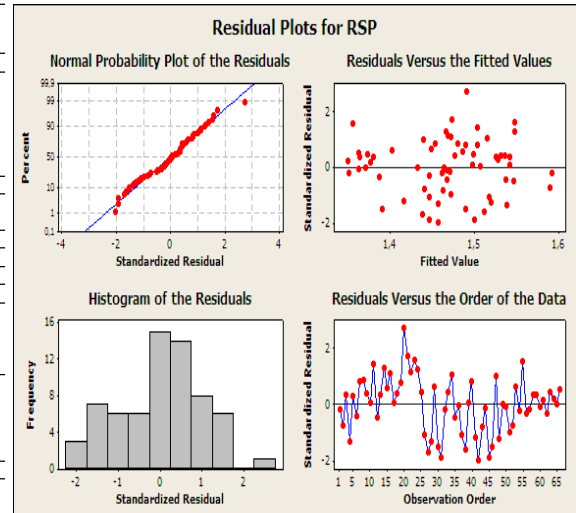 Residual Plots for RSP
Normal Probability Plot of the Residuals
99,9
99
90
50
10
1
0,1
Percent
-4 -2 0 2 4
Standardized Residual
Residuals Versus the Fitted Values
2
0
-2
Standardized Residual
1,4 1,5 1,6
Fitted Value
Histogram of the Residuals
16
12
8
4
0
Frequency
-2 -1 0 1 2
Standardized Residual
Residuals Versus the Order of the Data
2
0
-2
Standardized Residual
1 5 10 15 20 25 30 35 40 45 50 55 60 65
Observation Order